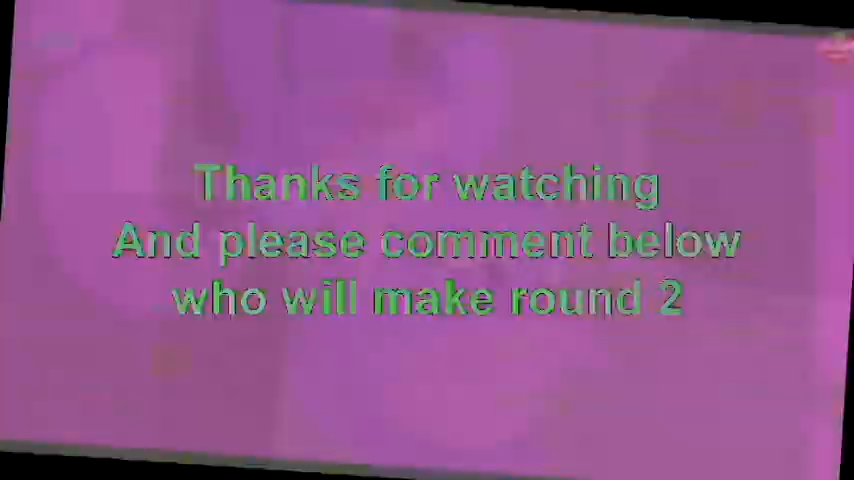 Thanks for watching
And please comment below
who will make round 2